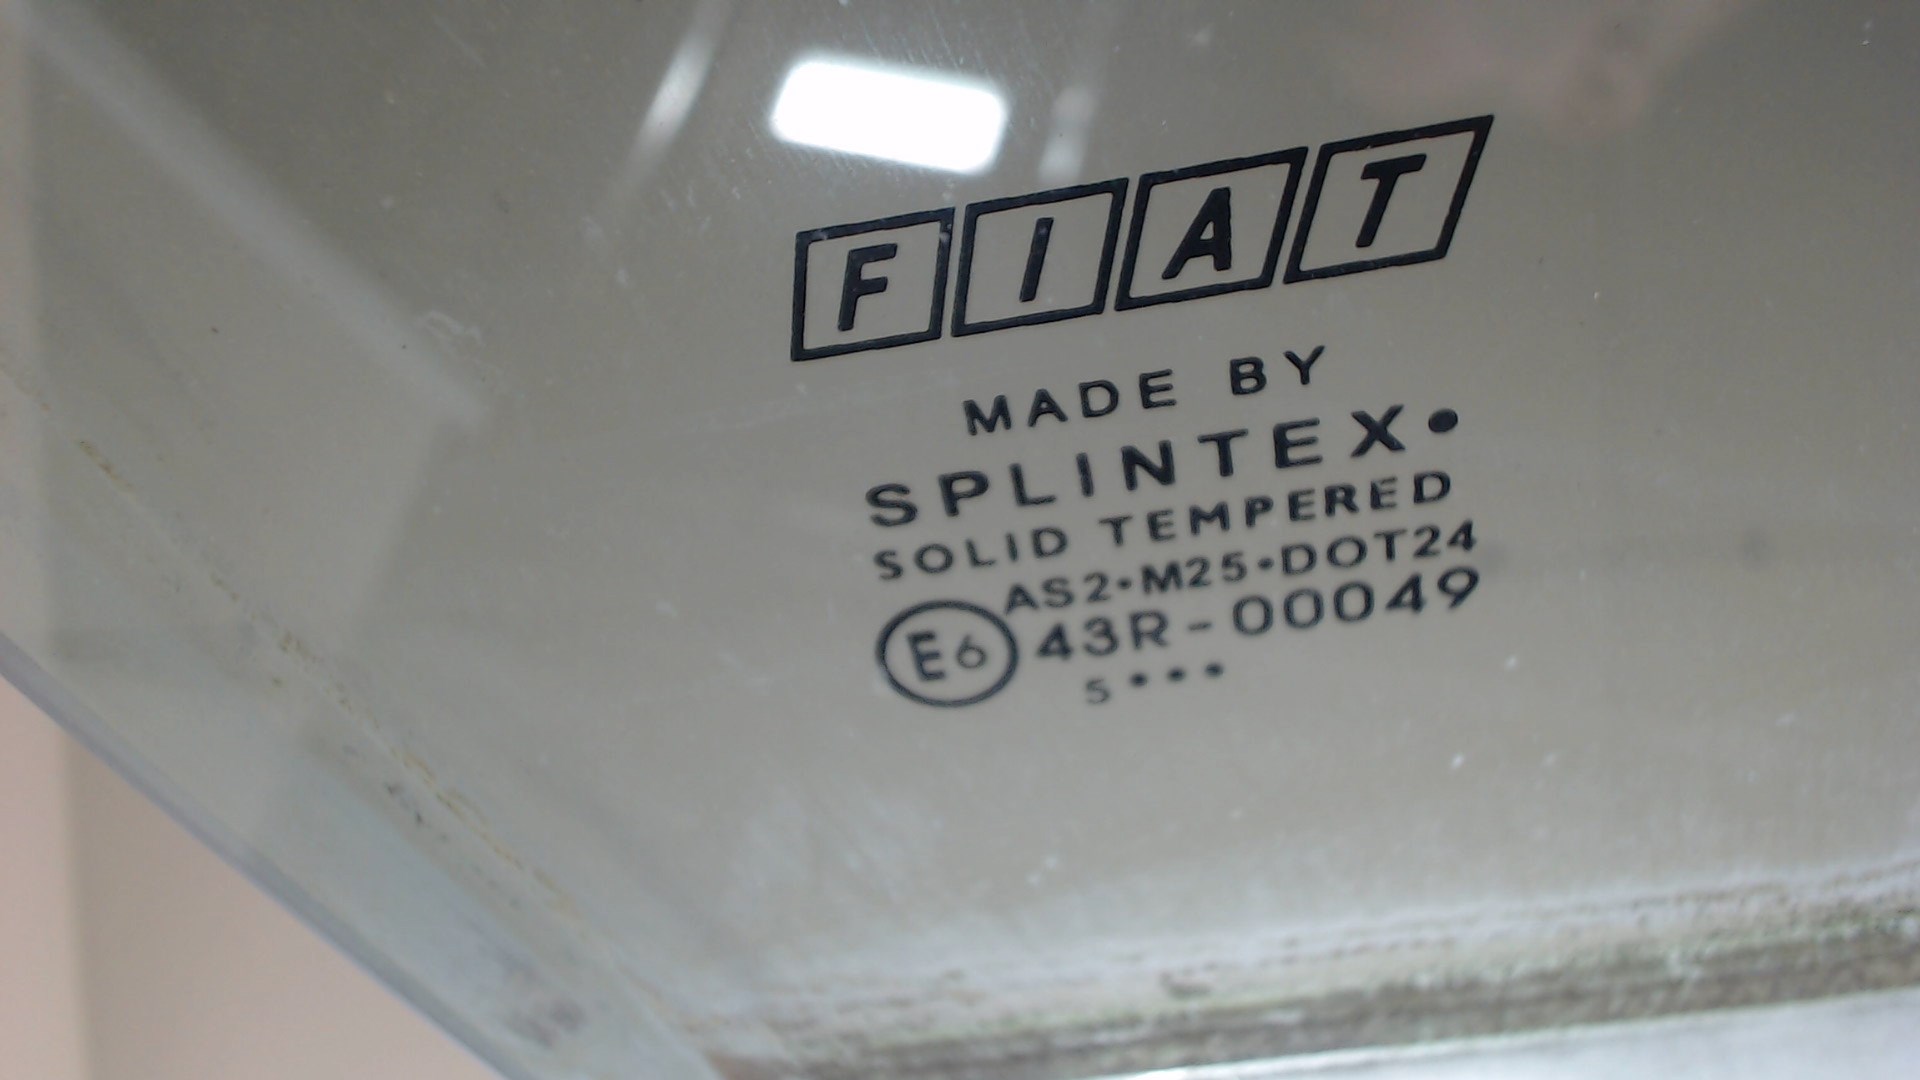 FIAT
MADE BY
SPLINTEX•
SOLID TEMPERED
AS2•M25•DOT24
E6 43R-00049
5•••